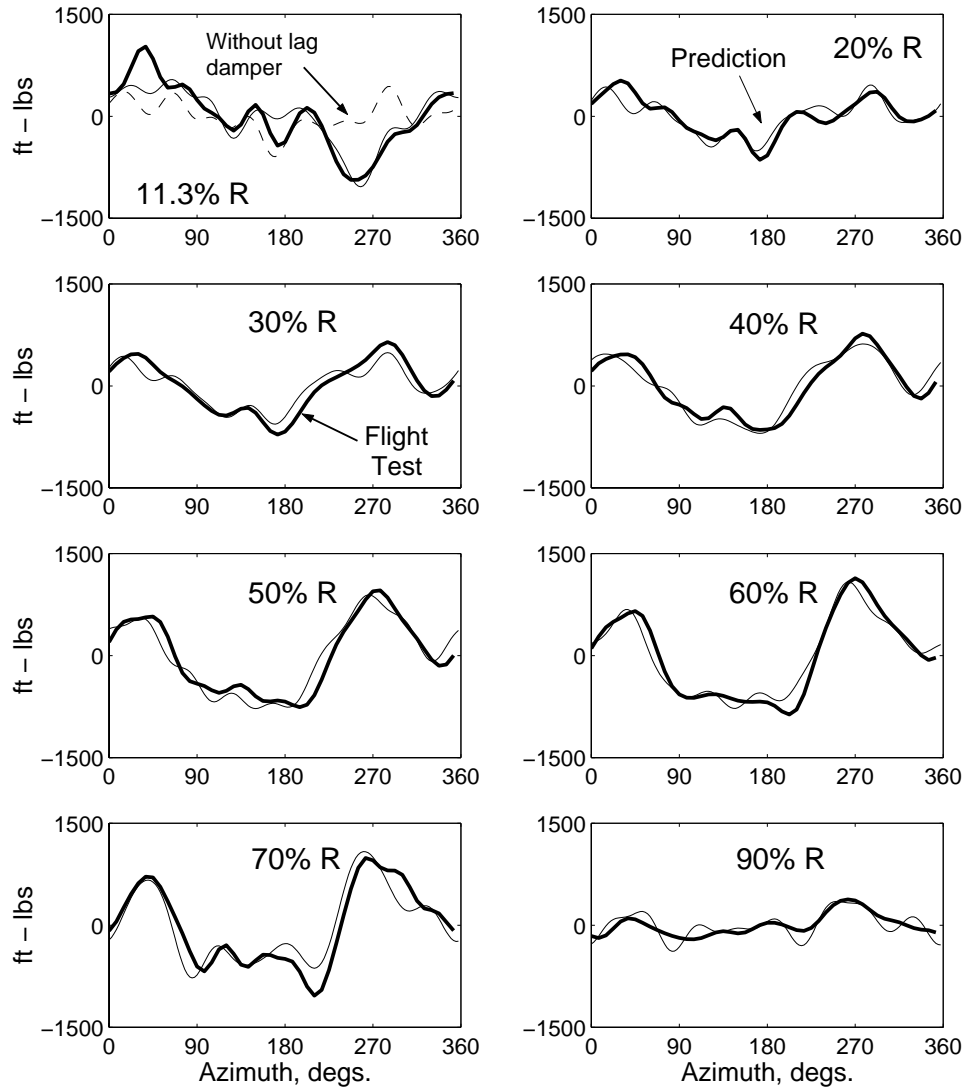 1500
0
−1500
ft − lbs
Without lag
damper
11.3% R
0 90 180 270 360
1500
0
−1500
Prediction
20% R
0 90 180 270 360
1500
0
−1500
ft − lbs
30% R
Flight
Test
0 90 180 270 360
1500
0
−1500
40% R
0 90 180 270 360
1500
0
−1500
ft − lbs
50% R
0 90 180 270 360
1500
0
−1500
60% R
0 90 180 270 360
1500
0
−1500
ft − lbs
70% R
0 90 180 270 360
Azimuth, degs.
1500
0
−1500
90% R
0 90 180 270 360
Azimuth, degs.